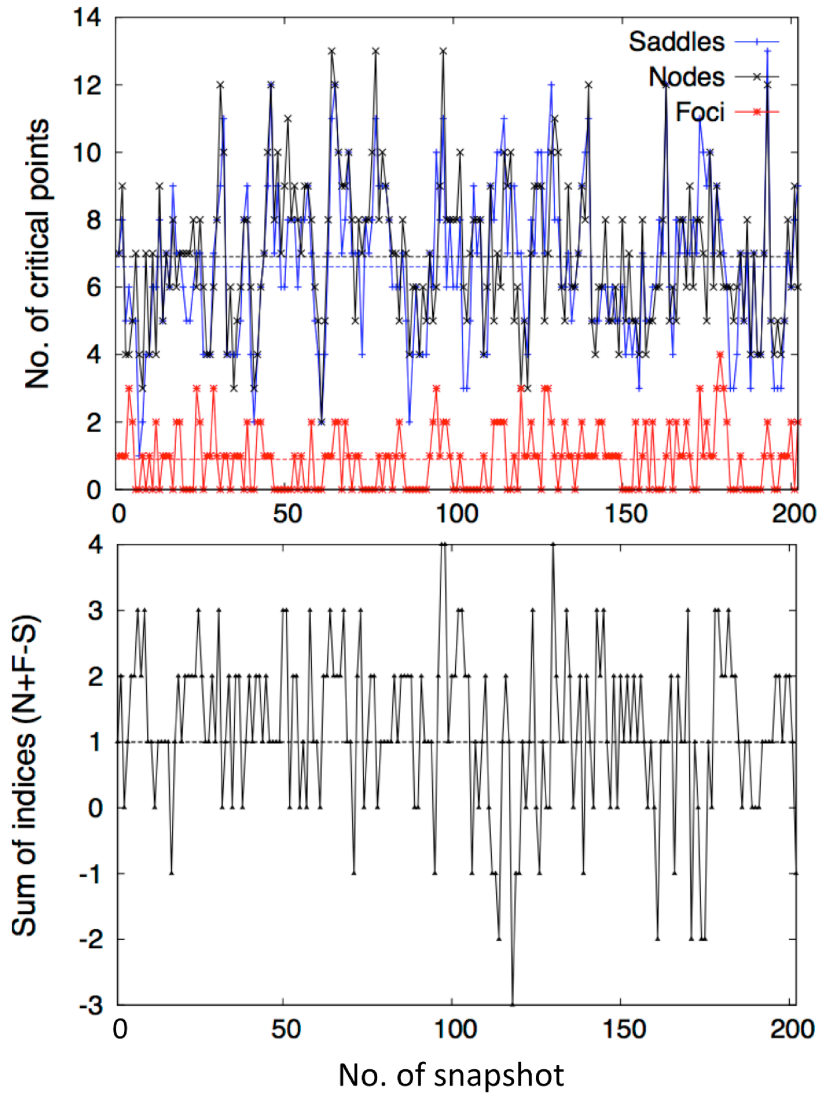 14
12
10
8
6
4
2
0
No. of critical points
Saddles
Nodes
Foci
0 50 100 150 200
4
3
2
1
0
-1
-2
-3
Sum of indices (N+F-S)
0 50 100 150 200
No. of snapshot